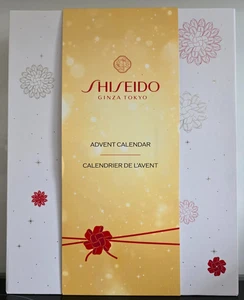 SHISEIDO
GINZA TOKYO
ADVENT CALENDAR
CALENDRIER DE L'AVENT